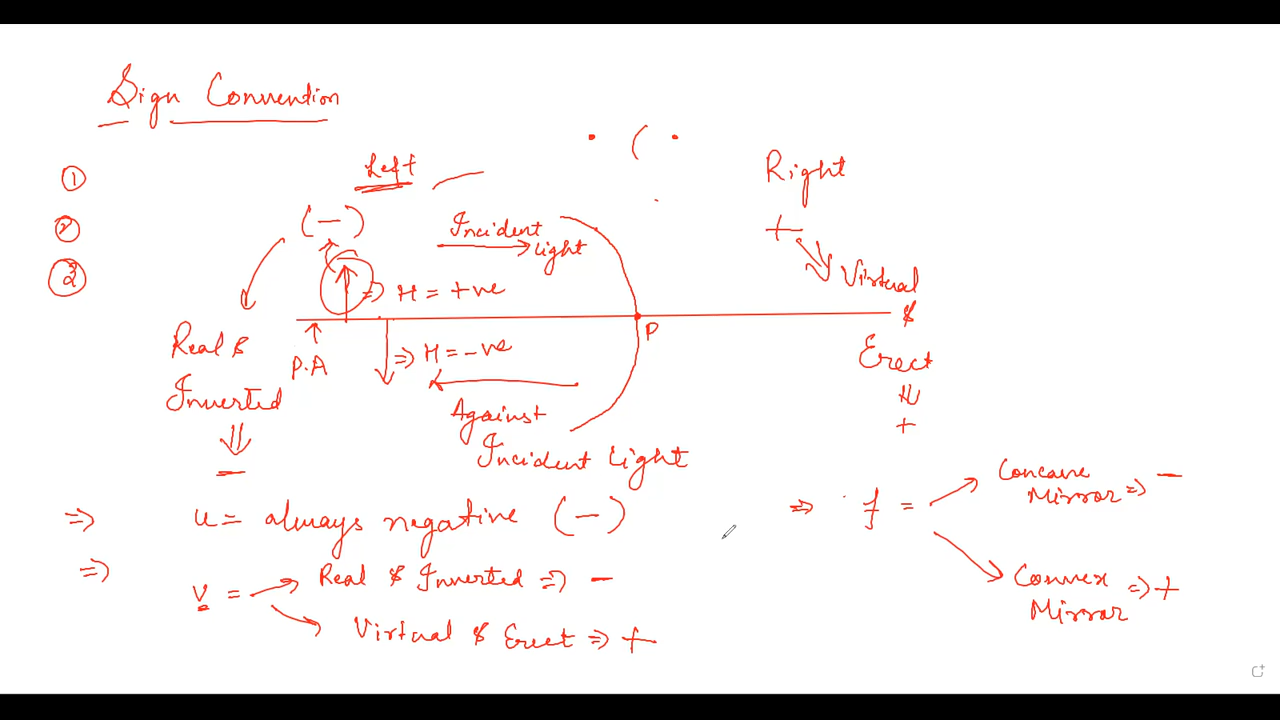 Sign Convention
①
②
③
Left
(−)
Right
+
Incident
Light
Virtual
$
Erect
+
⇒ H = +ve
P
P.A
⇒ H = −ve
Against
Incident Light
Real $
Inverted
−
⇒ u = always negative (−)
⇒ v = Real $ Inverted ⇒ −
Virtual $ Erect ⇒ +
⇒ f = Concave
Mirror ⇒ −
Convex
Mirror ⇒ +